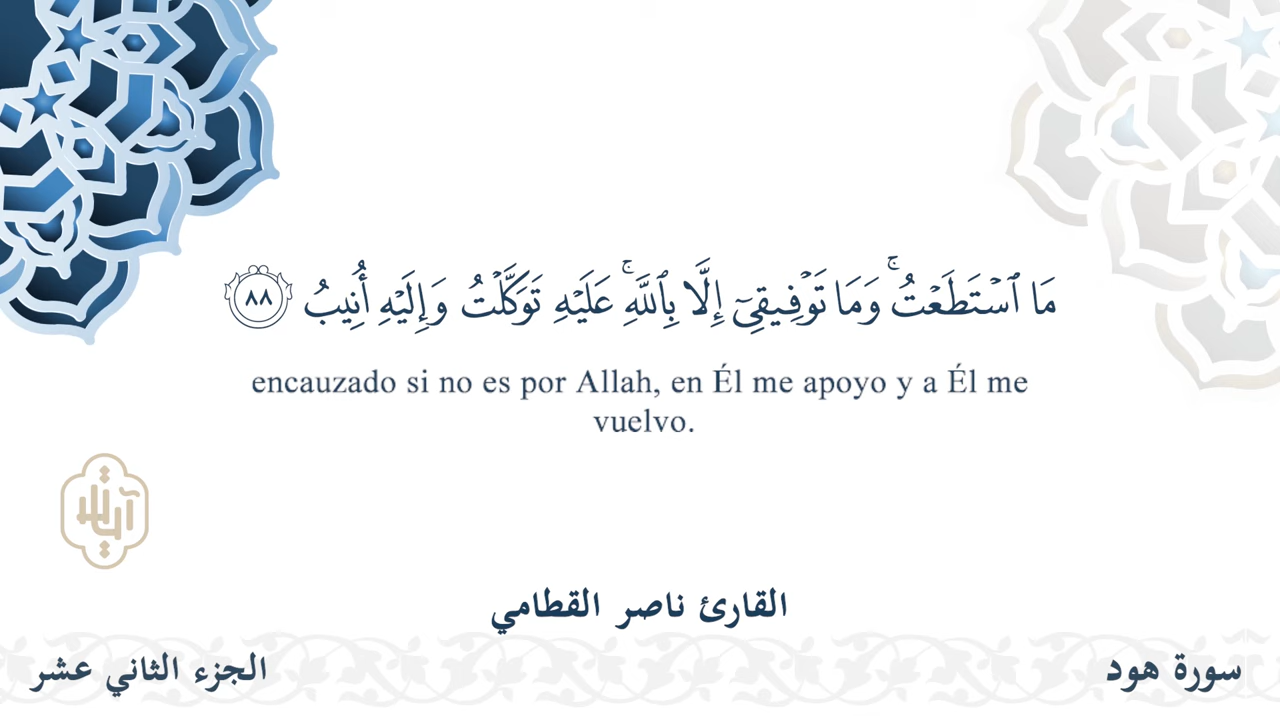 مَا ٱسْتَطَعْتُ ۚ وَمَا تَوْفِيقِىٓ إِلَّا بِٱللَّهِ ۚ عَلَيْهِ تَوَكَّلْتُ وَإِلَيْهِ أُنِيبُ ٨٨
encauzado si no es por Allah, en Él me apoyo y a Él me
vuelvo.
القارئ ناصر القطامي
سورة هود
الجزء الثاني عشر